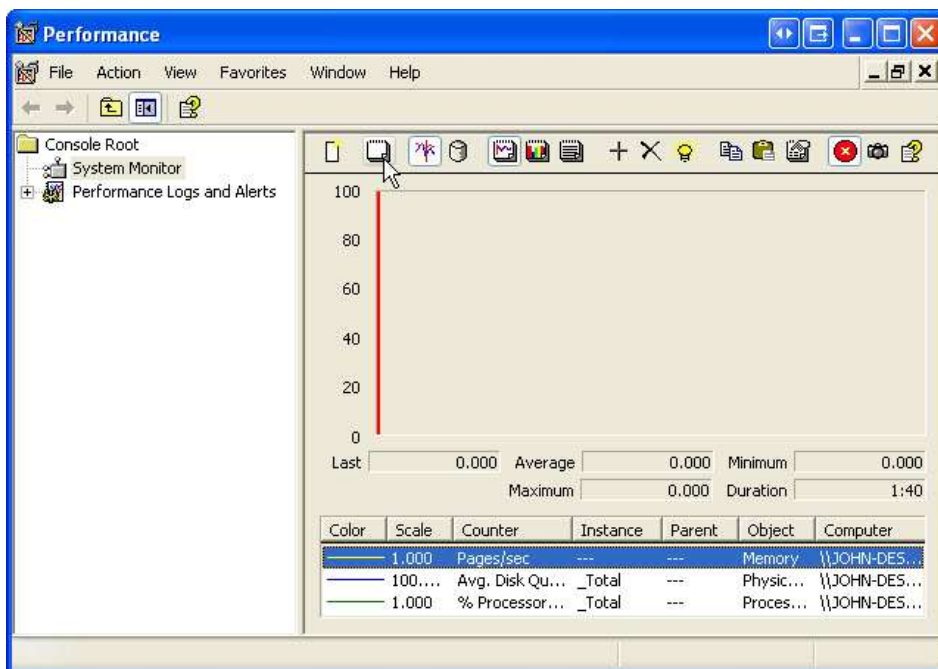 Performance
File Action View Favorites Window Help
Console Root
System Monitor
Performance Logs and Alerts
100
80
60
40
20
0
Last 0.000 Average 0.000 Minimum 0.000
Maximum 0.000 Duration 1:40
Color Scale Counter Instance Parent Object Computer
1.000 Pages/sec --- --- Memory \\JOHN-DES...
100.... Avg. Disk Qu... _Total --- Physic... \\JOHN-DES...
1.000 % Processor... _Total --- Proces... \\JOHN-DES...